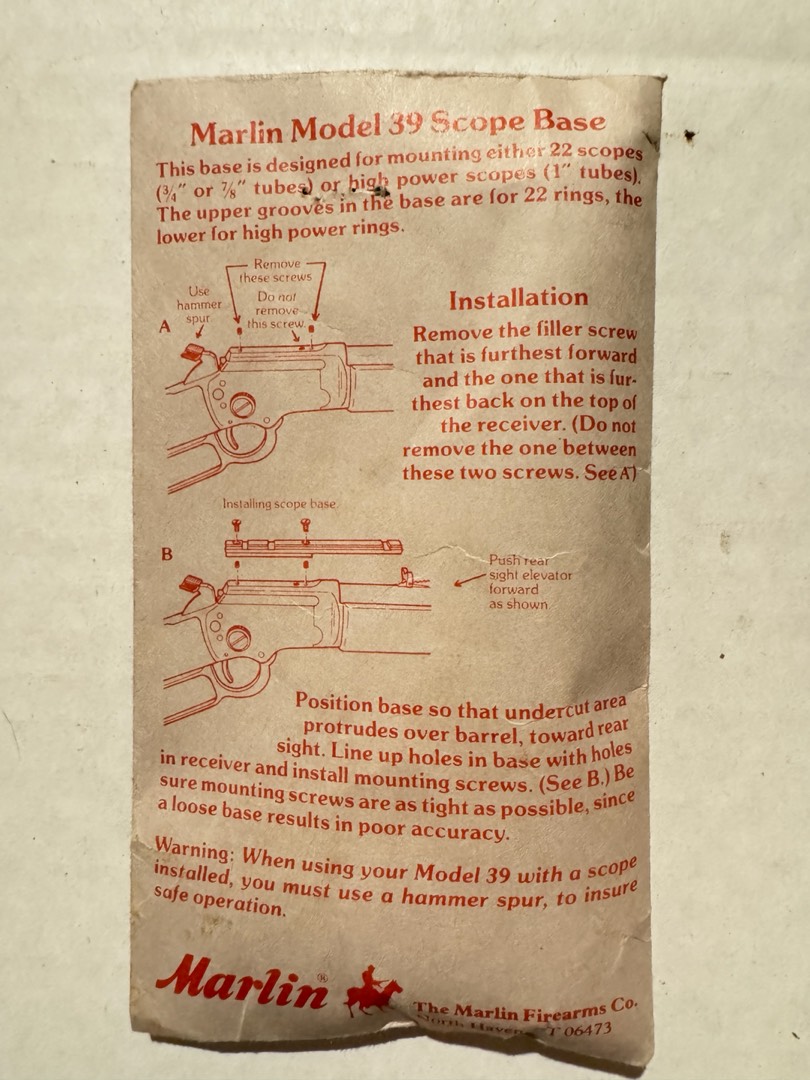 Marlin Model 39 Scope Base
This base is designed for mounting either 22 scopes
(¾" or ⅞" tubes) or high power scopes (1" tubes).
The upper grooves in the base are for 22 rings, the
lower for high power rings.
Remove
these screws
Use
hammer
spur
Do not
remove
this screw.
A
Installation
Remove the filler screw
that is furthest forward
and the one that is fur-
thest back on the top of
the receiver. (Do not
remove the one between
these two screws. See A)
Installing scope base.
B
Push rear
sight elevator
forward
as shown.
Position base so that undercut area
protrudes over barrel, toward rear
sight. Line up holes in base with holes
in receiver and install mounting screws. (See B.) Be
sure mounting screws are as tight as possible, since
a loose base results in poor accuracy.
Warning: When using your Model 39 with a scope
installed, you must use a hammer spur, to insure
safe operation.
Marlin®
The Marlin Firearms Co.
North Haven, T 06473